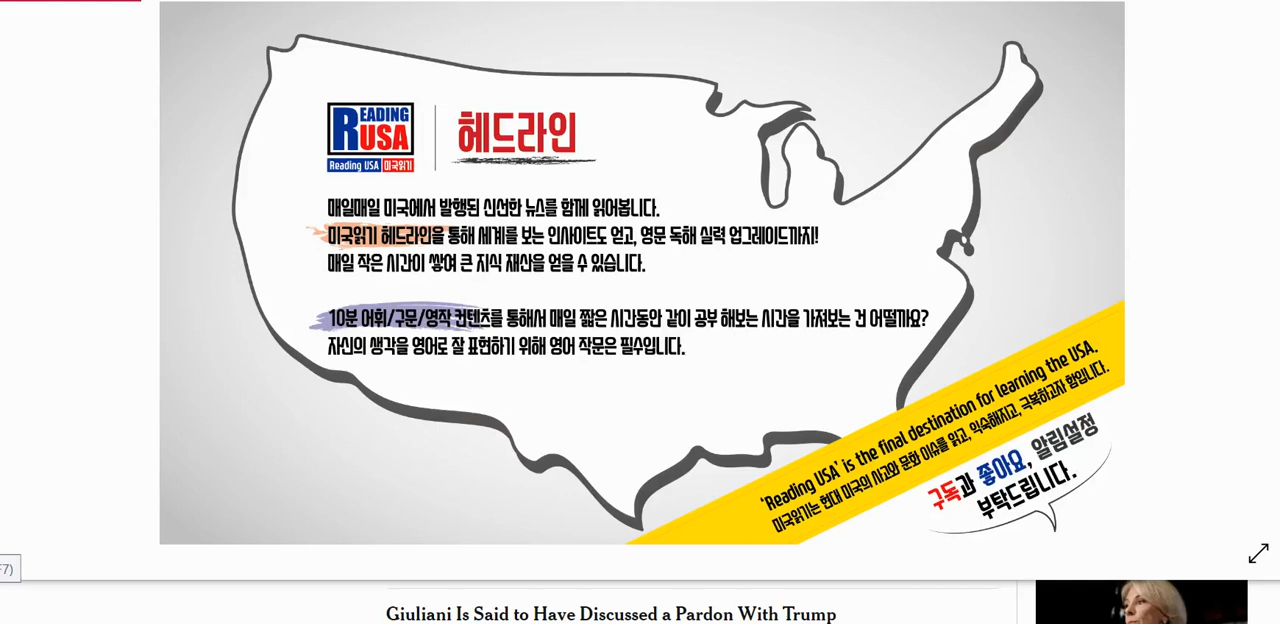 READING
USA
Reading USA 미국읽기
헤드라인
매일매일 미국에서 발행된 신선한 뉴스를 함께 읽어봅니다.
미국읽기 헤드라인을 통해 세계를 보는 인사이트도 얻고, 영문 독해 실력 업그레이드까지!
매일 작은 시간이 쌓여 큰 지식 재산을 얻을 수 있습니다.
10분 어휘/구문/영작 컨텐츠를 통해서 매일 짧은 시간동안 같이 공부 해보는 시간을 가져보는 건 어떨까요?
자신의 생각을 영어로 잘 표현하기 위해 영어 작문은 필수입니다.
‘Reading USA’ is the final destination for learning the USA.
미국읽기는 현대 미국의 사고와 문화 이슈를 읽고, 익숙해지고, 극복하고자 함입니다.
구독과 좋아요, 알림설정
부탁드립니다.
F7)
Giuliani Is Said to Have Discussed a Pardon With Trump